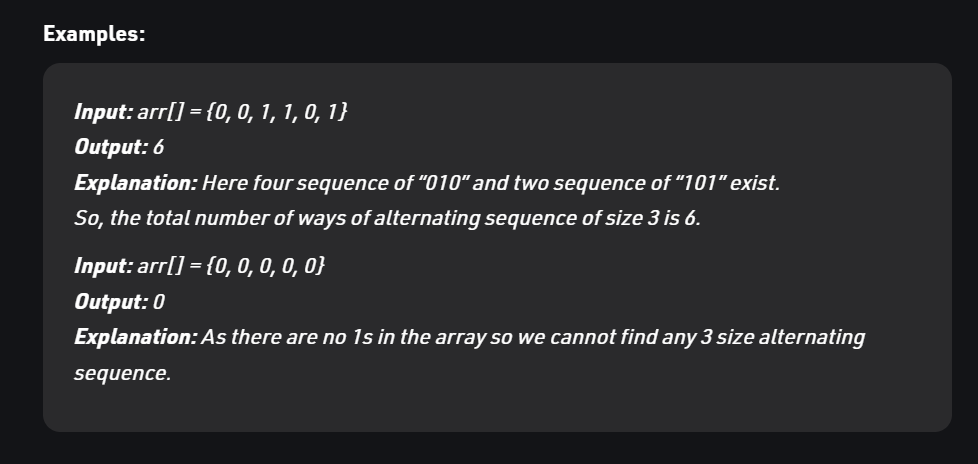 Examples:
Input: arr[] = {0, 0, 1, 1, 0, 1}
Output: 6
Explanation: Here four sequence of “010” and two sequence of “101” exist.
So, the total number of ways of alternating sequence of size 3 is 6.
Input: arr[] = {0, 0, 0, 0, 0}
Output: 0
Explanation: As there are no 1s in the array so we cannot find any 3 size alternating
sequence.